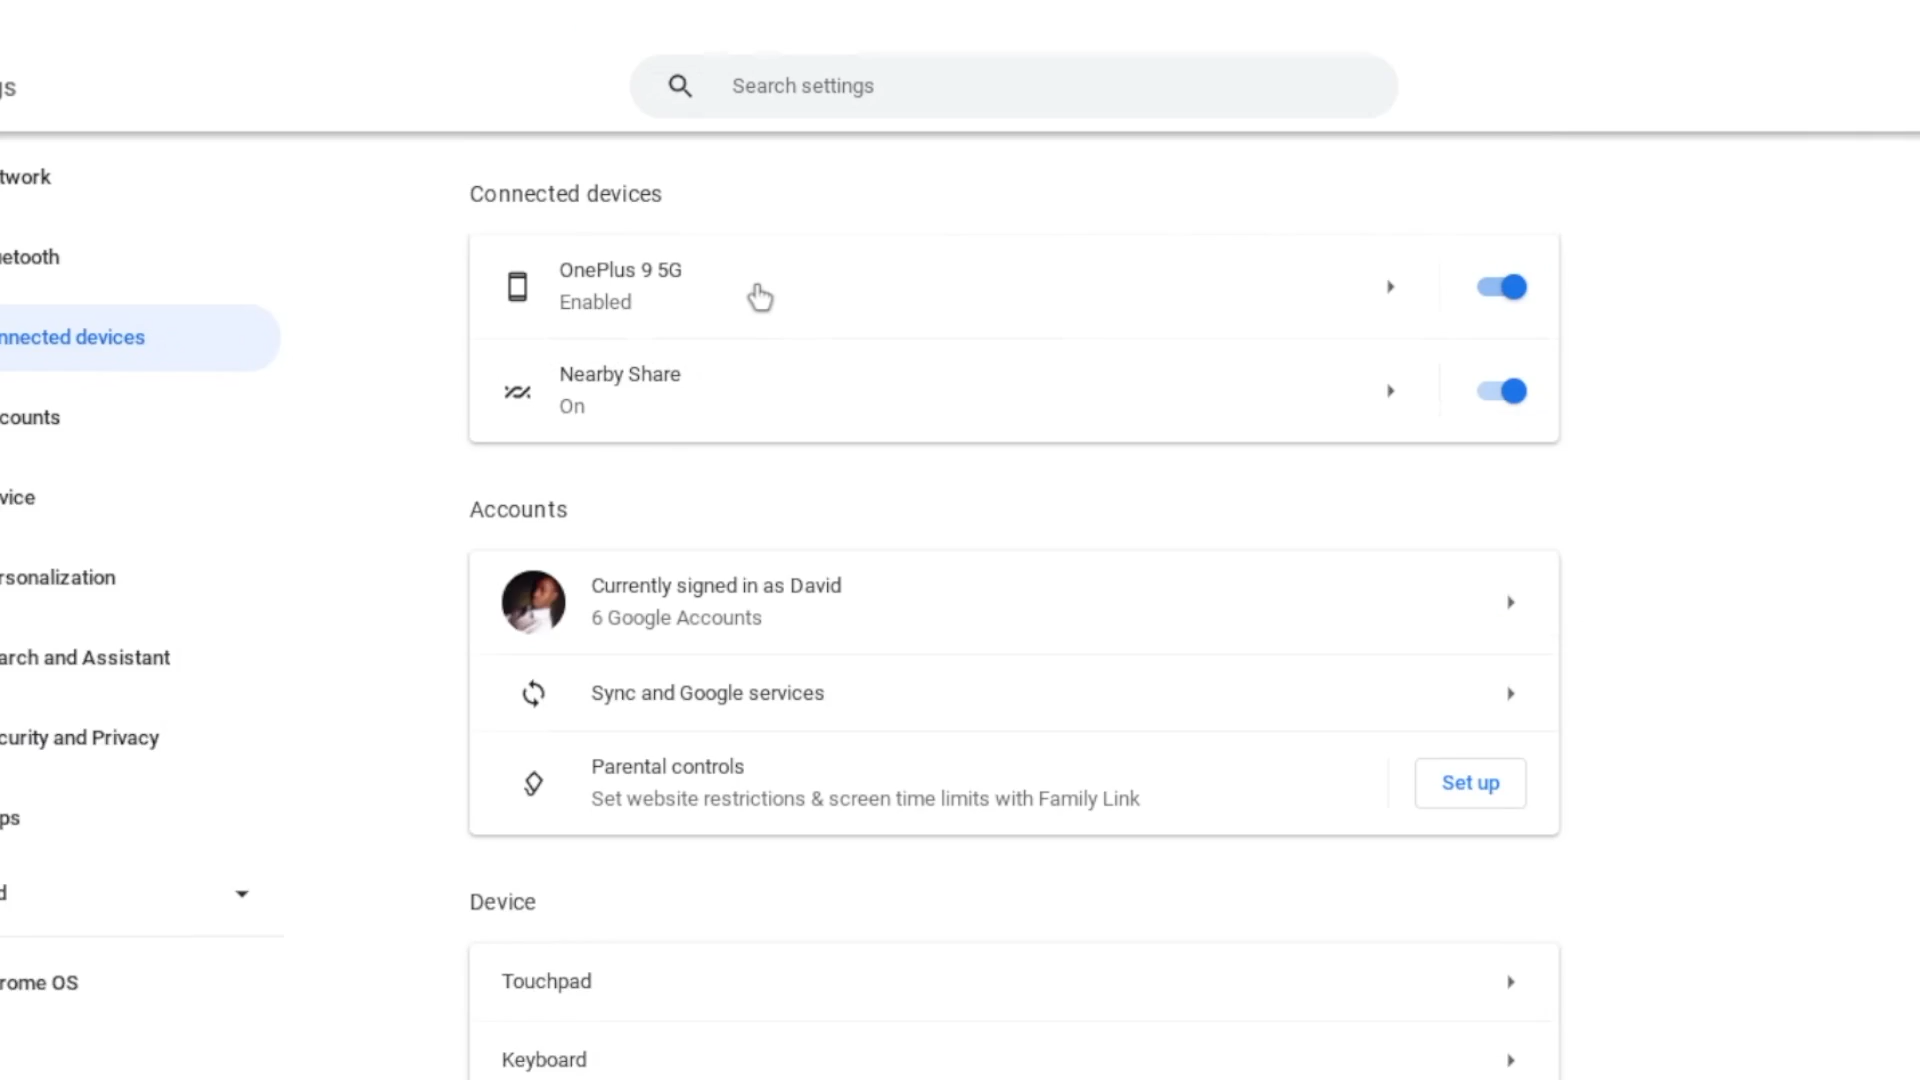 gs
Search settings
twork
etooth
nnected devices
counts
vice
rsonalization
arch and Assistant
curity and Privacy
ps
d
rome OS
Connected devices
OnePlus 9 5G
Enabled
Nearby Share
On
Accounts
Currently signed in as David
6 Google Accounts
Sync and Google services
Parental controls
Set website restrictions & screen time limits with Family Link
Set up
Device
Touchpad
Keyboard